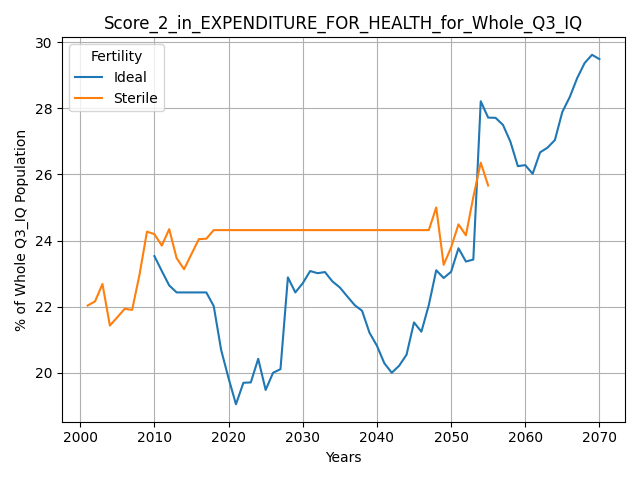 Score_2_in_EXPENDITURE_FOR_HEALTH_for_Whole_Q3_IQ
Fertility
Ideal
Sterile
% of Whole Q3_IQ Population
30
28
26
24
22
20
2000 2010 2020 2030 2040 2050 2060 2070
Years